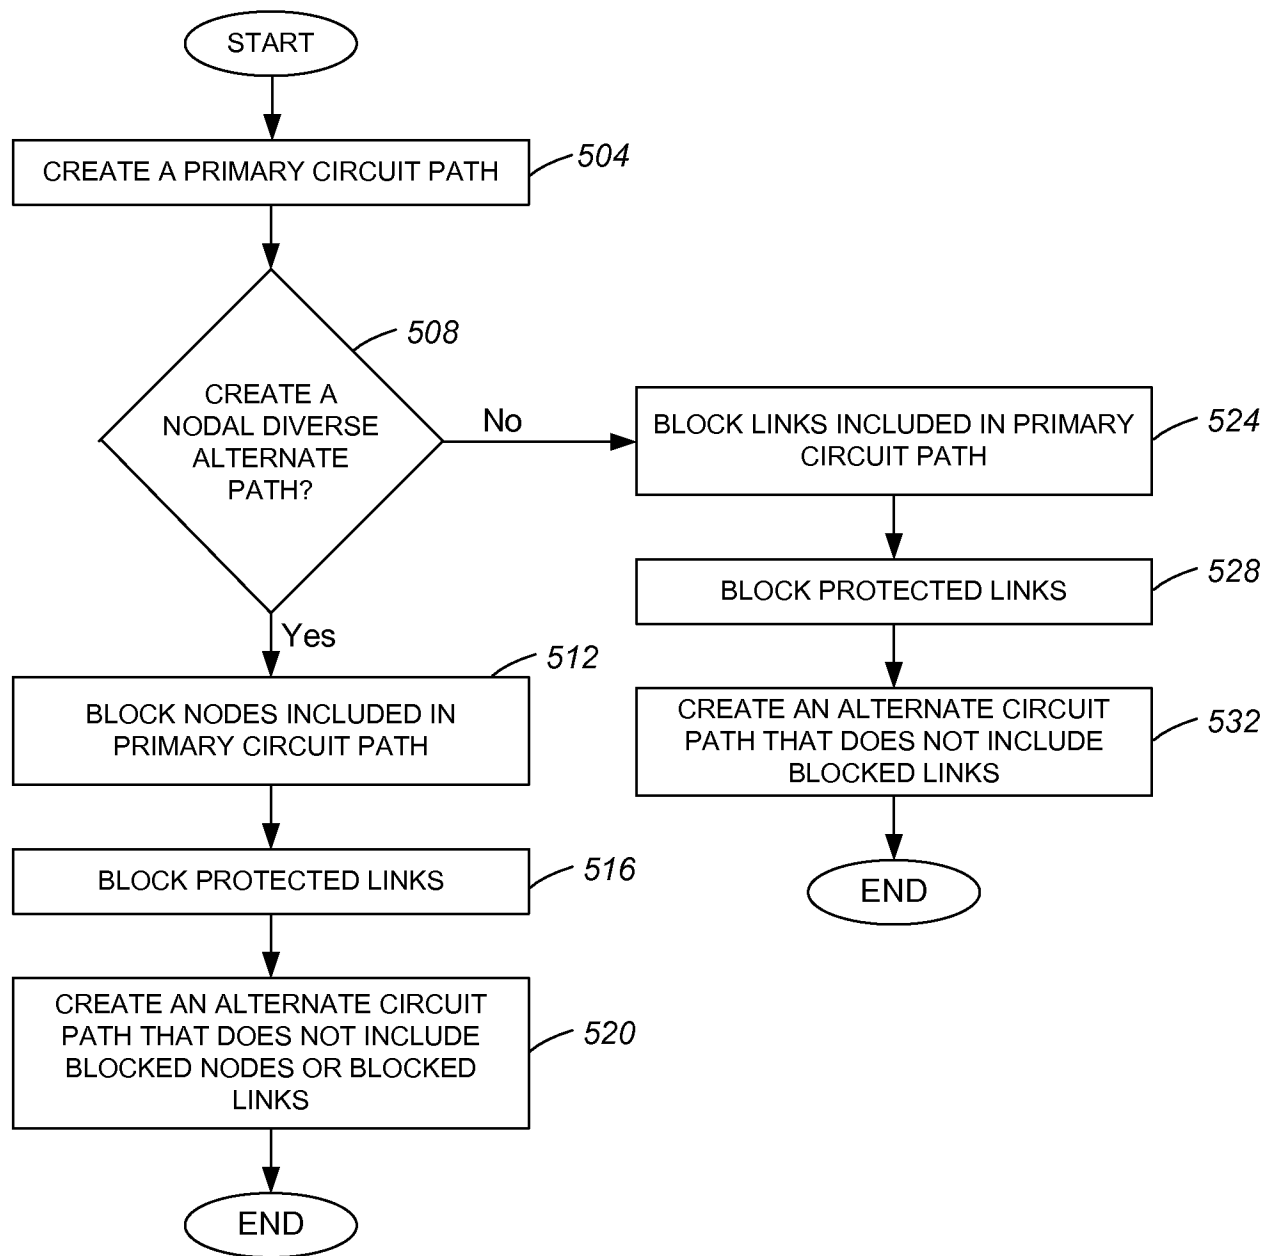 START
CREATE A PRIMARY CIRCUIT PATH
504
508
CREATE A
NODAL DIVERSE
ALTERNATE
PATH?
No
Yes
512
BLOCK NODES INCLUDED IN
PRIMARY CIRCUIT PATH
BLOCK PROTECTED LINKS
516
CREATE AN ALTERNATE CIRCUIT
PATH THAT DOES NOT INCLUDE
BLOCKED NODES OR BLOCKED
LINKS
520
END
BLOCK LINKS INCLUDED IN PRIMARY
CIRCUIT PATH
524
BLOCK PROTECTED LINKS
528
CREATE AN ALTERNATE CIRCUIT
PATH THAT DOES NOT INCLUDE
BLOCKED LINKS
532
END